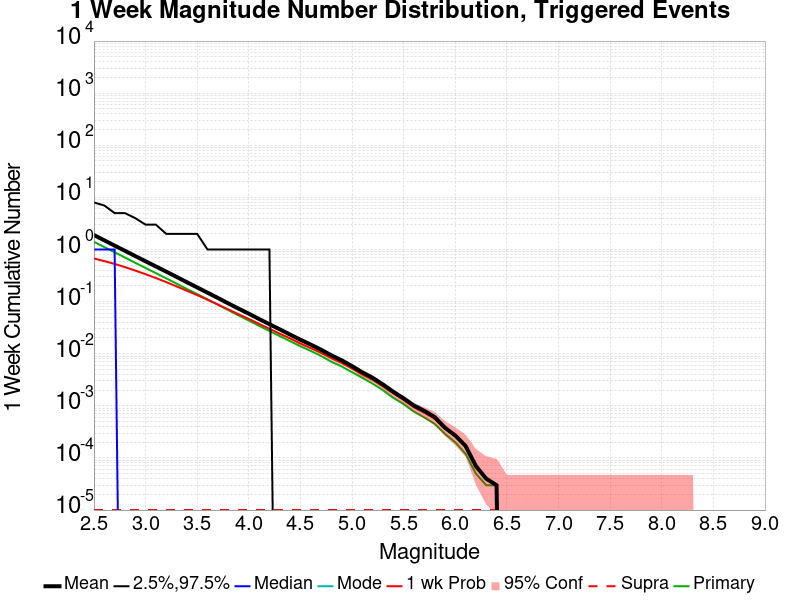 1 Week Magnitude Number Distribution, Triggered Events
1 Week Cumulative Number
10 4
10 3
10 2
10 1
10 0
10 -1
10 -2
10 -3
10 -4
10 -5
2.5 3.0 3.5 4.0 4.5 5.0 5.5 6.0 6.5 7.0 7.5 8.0 8.5 9.0
Magnitude
Mean 2.5%,97.5% Median Mode 1 wk Prob 95% Conf Supra Primary